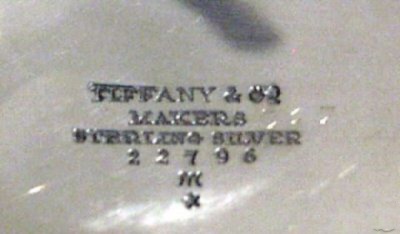 TIFFANY & CO
MAKERS
STERLING SILVER
22796
M